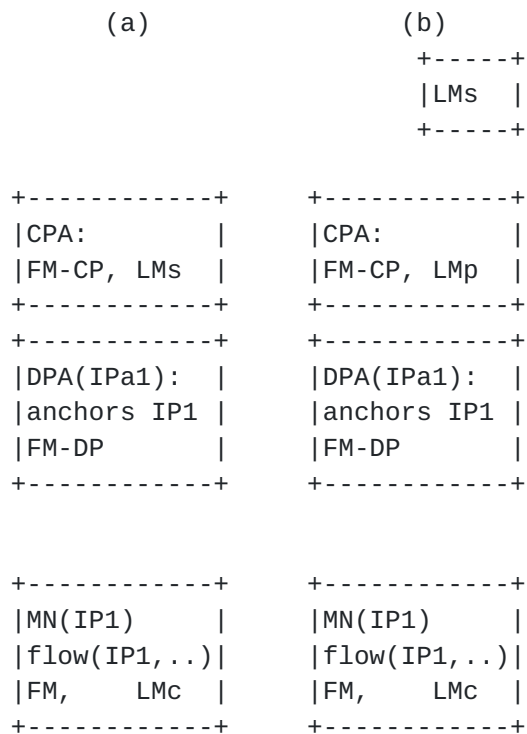 (a)                (b)
                          +-----+
                          |LMs  |
                          +-----+

+------------+     +------------+
|CPA:        |     |CPA:        |
|FM-CP, LMs  |     |FM-CP, LMp  |
+------------+     +------------+
+------------+     +------------+
|DPA(IPa1):  |     |DPA(IPa1):  |
|anchors IP1 |     |anchors IP1 |
|FM-DP       |     |FM-DP       |
+------------+     +------------+


+------------+     +------------+
|MN(IP1)     |     |MN(IP1)     |
|flow(IP1,..)|     |flow(IP1,..)|
|FM,    LMc  |     |FM,    LMc  |
+------------+     +------------+